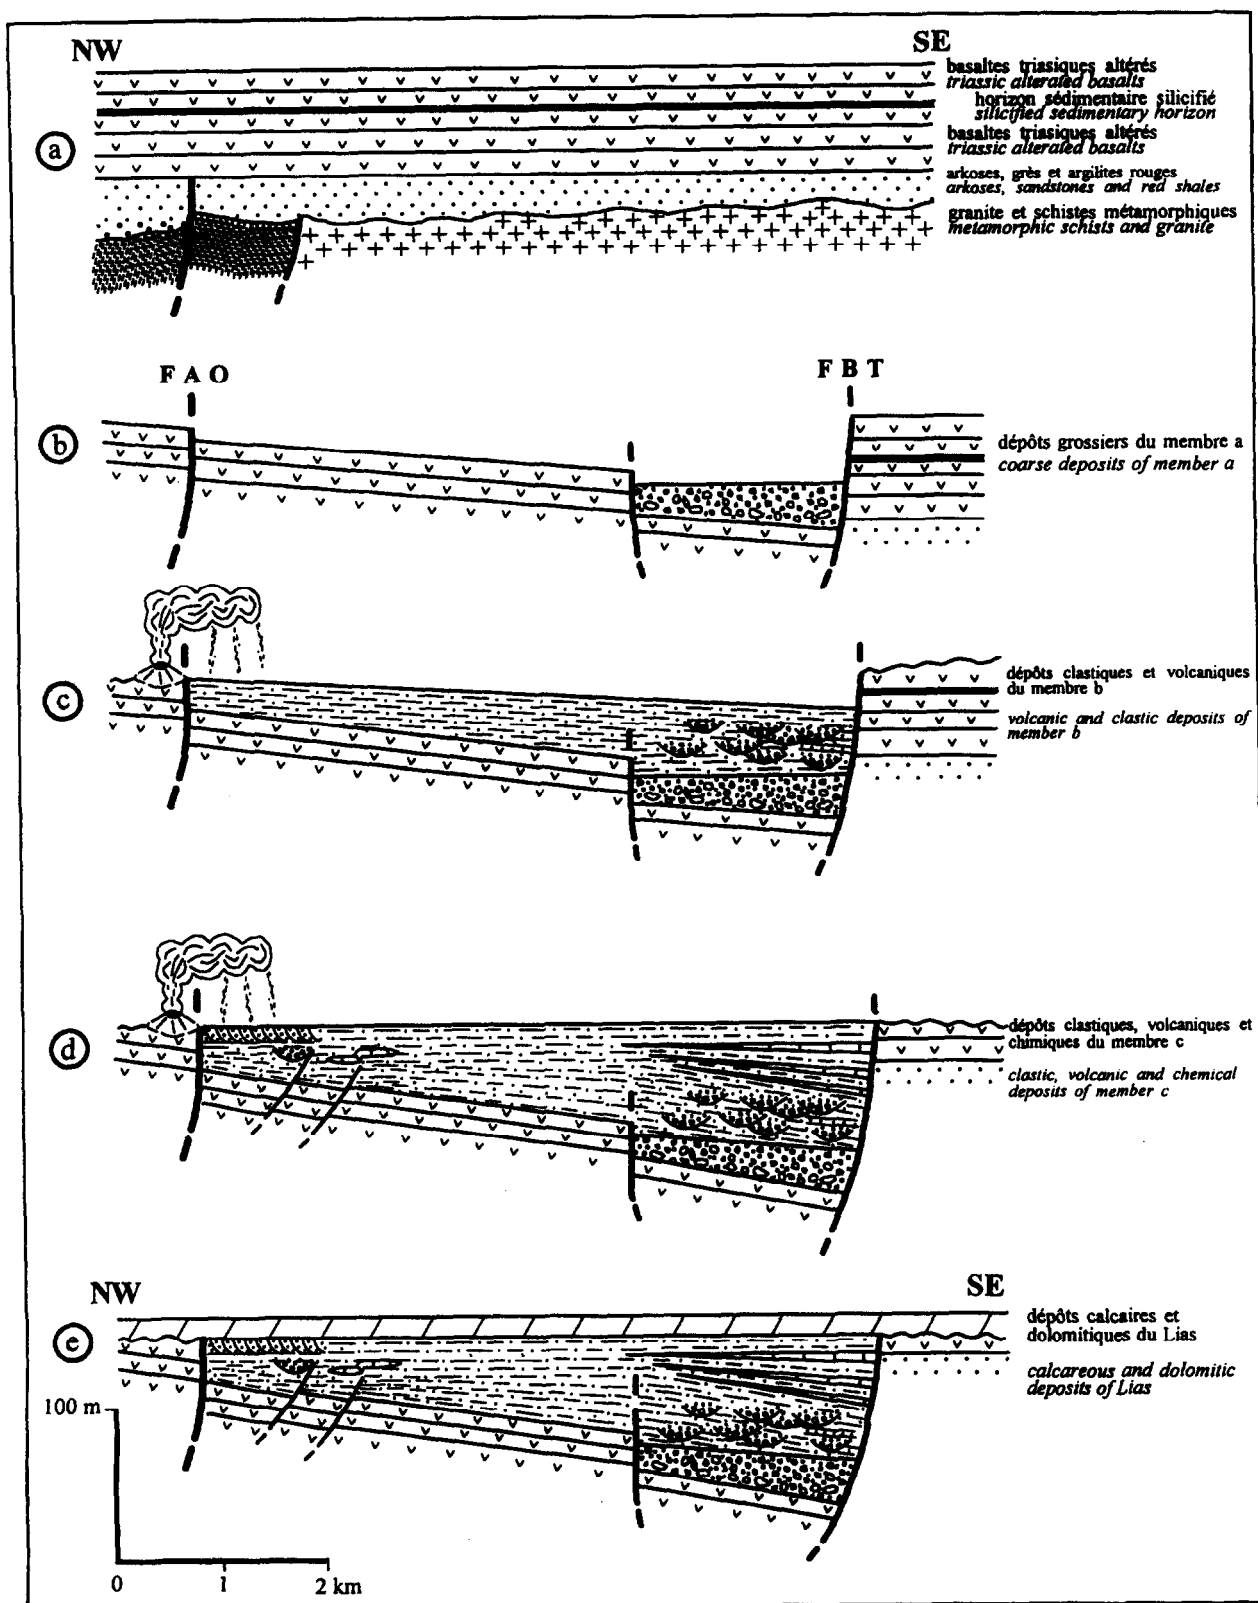 NW
SE
basaltes triasiques altérés
triassic alterated basalts
horizon sédimentaire silicifié
silicified sedimentary horizon
basaltes triasiques altérés
triassic alterated basalts
arkoses, grès et argilites rouges
arkoses, sandstones and red shales
granite et schistes métamorphiques
metamorphic schists and granite
a
F A O
F B T
b
dépôts grossiers du membre a
coarse deposits of member a
c
dépôts clastiques et volcaniques
du membre b
volcanic and clastic deposits of
member b
d
dépôts clastiques, volcaniques et
chimiques du membre c
clastic, volcanic and chemical
deposits of member c
NW
SE
e
dépôts calcaires et
dolomitiques du Lias
calcareous and dolomitic
deposits of Lias
100 m
0
1
2 km